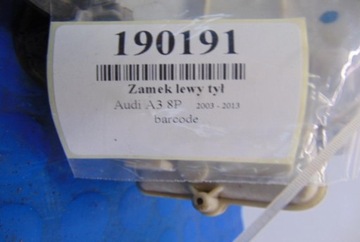 190191
Zamek lewy tył
Audi A3 8P 2003 - 2013
barcode